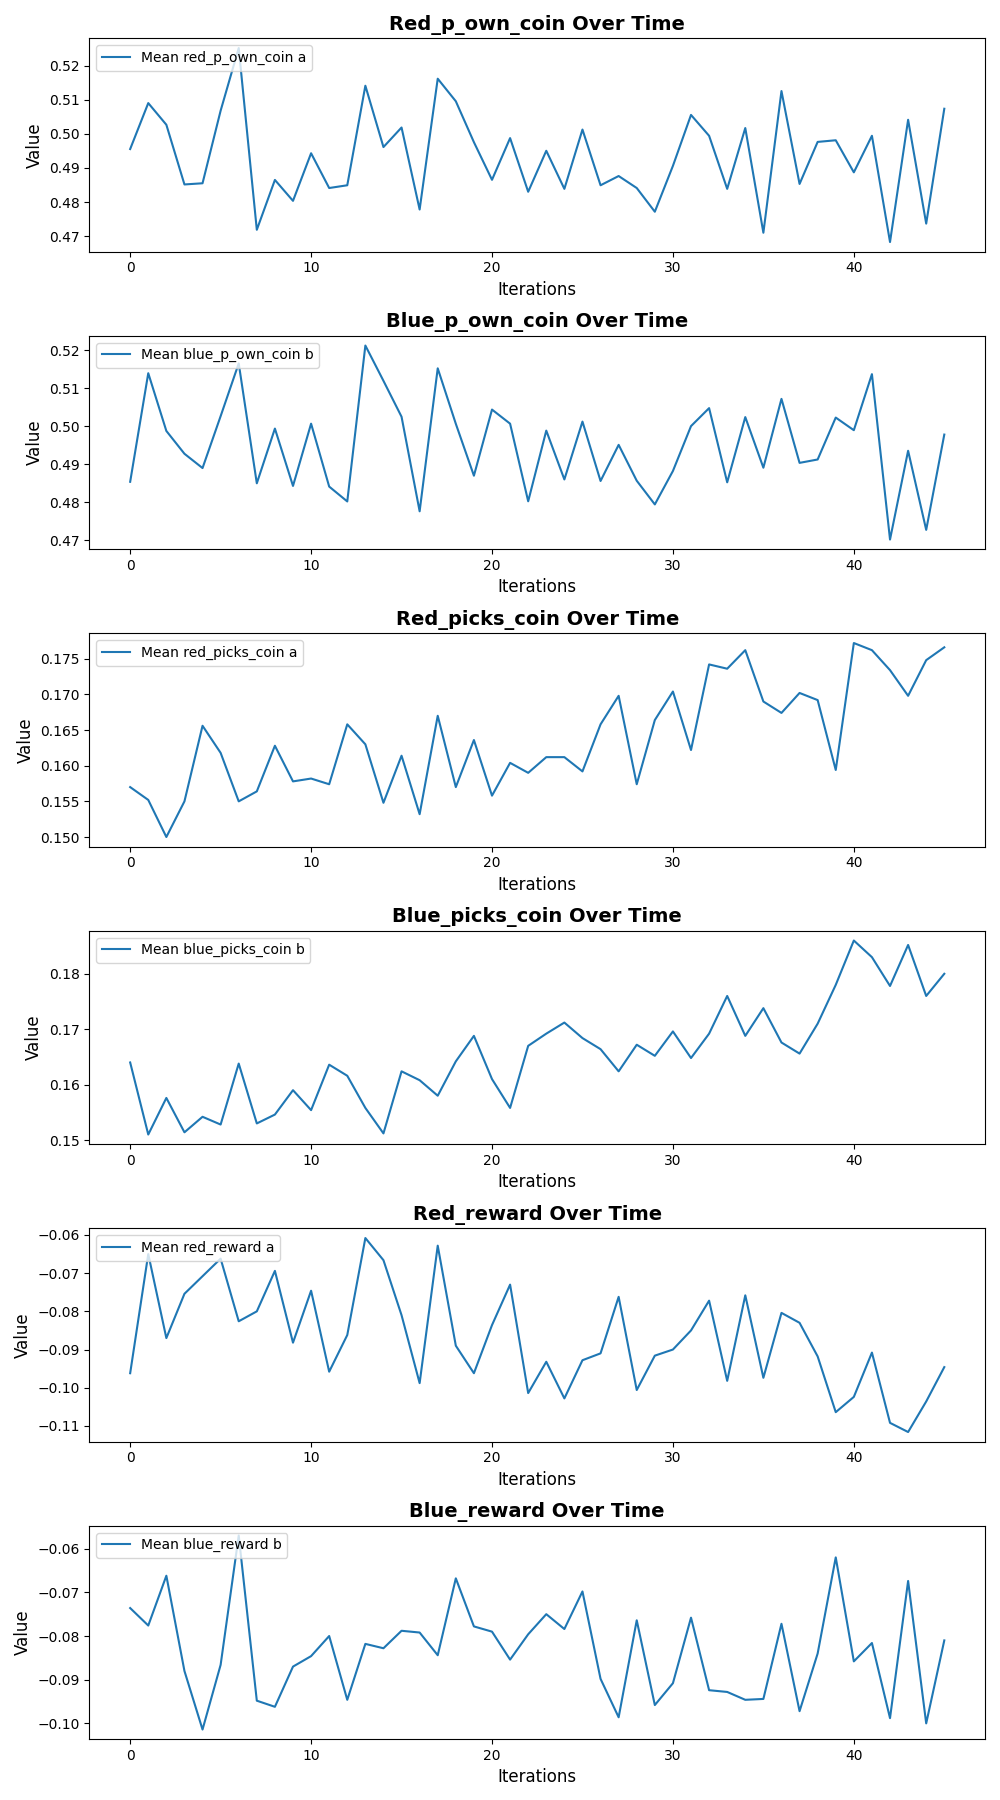 Red_p_own_coin Over Time
Mean red_p_own_coin a
Value
0.52
0.51
0.50
0.49
0.48
0.47
0 10 20 30 40
Iterations
Blue_p_own_coin Over Time
Mean blue_p_own_coin b
Value
0.52
0.51
0.50
0.49
0.48
0.47
0 10 20 30 40
Iterations
Red_picks_coin Over Time
Mean red_picks_coin a
Value
0.175
0.170
0.165
0.160
0.155
0.150
0 10 20 30 40
Iterations
Blue_picks_coin Over Time
Mean blue_picks_coin b
Value
0.18
0.17
0.16
0.15
0 10 20 30 40
Iterations
Red_reward Over Time
Mean red_reward a
Value
−0.06
−0.07
−0.08
−0.09
−0.10
−0.11
0 10 20 30 40
Iterations
Blue_reward Over Time
Mean blue_reward b
Value
−0.06
−0.07
−0.08
−0.09
−0.10
0 10 20 30 40
Iterations